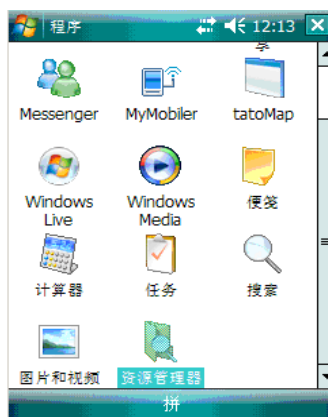 程序 12:13
享
Messenger MyMobiler tatoMap
Windows Live Windows Media 便笺
计算器 任务 搜索
图片和视频 资源管理器
拼